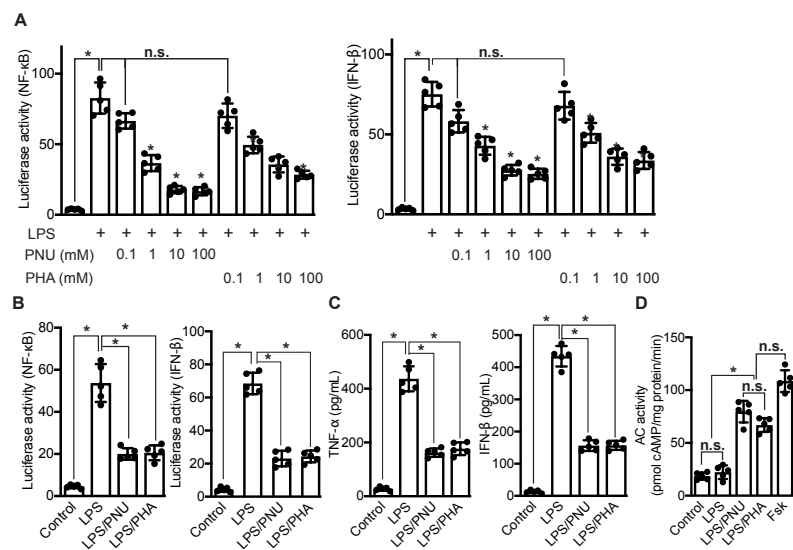 A
Luciferase activity (NF-κB)
100
50
0
*
n.s.
*
*
*
*
Luciferase activity (IFN-β)
100
50
0
*
n.s.
*
*
*
*
*
LPS + + + + + + + + + + + + + + + + + +
PNU (mM) 0.1 1 10 100 0.1 1 10 100
PHA (mM) 0.1 1 10 100 0.1 1 10 100
B
Luciferase activity (NF-κB)
80
60
40
20
0
*
*
*
Control
LPS
LPS/PNU
LPS/PHA
Luciferase activity (IFN-β)
100
80
60
40
20
0
*
*
*
Control
LPS
LPS/PNU
LPS/PHA
C
TNF-α (pg/mL)
600
400
200
0
*
*
*
Control
LPS
LPS/PNU
LPS/PHA
IFN-β (pg/mL)
500
400
300
200
100
0
*
*
*
Control
LPS
LPS/PNU
LPS/PHA
D
AC activity
(pmol cAMP/mg protein/min)
150
100
50
0
n.s.
*
n.s.
n.s.
Control
LPS
LPS/PNU
LPS/PHA
Fsk